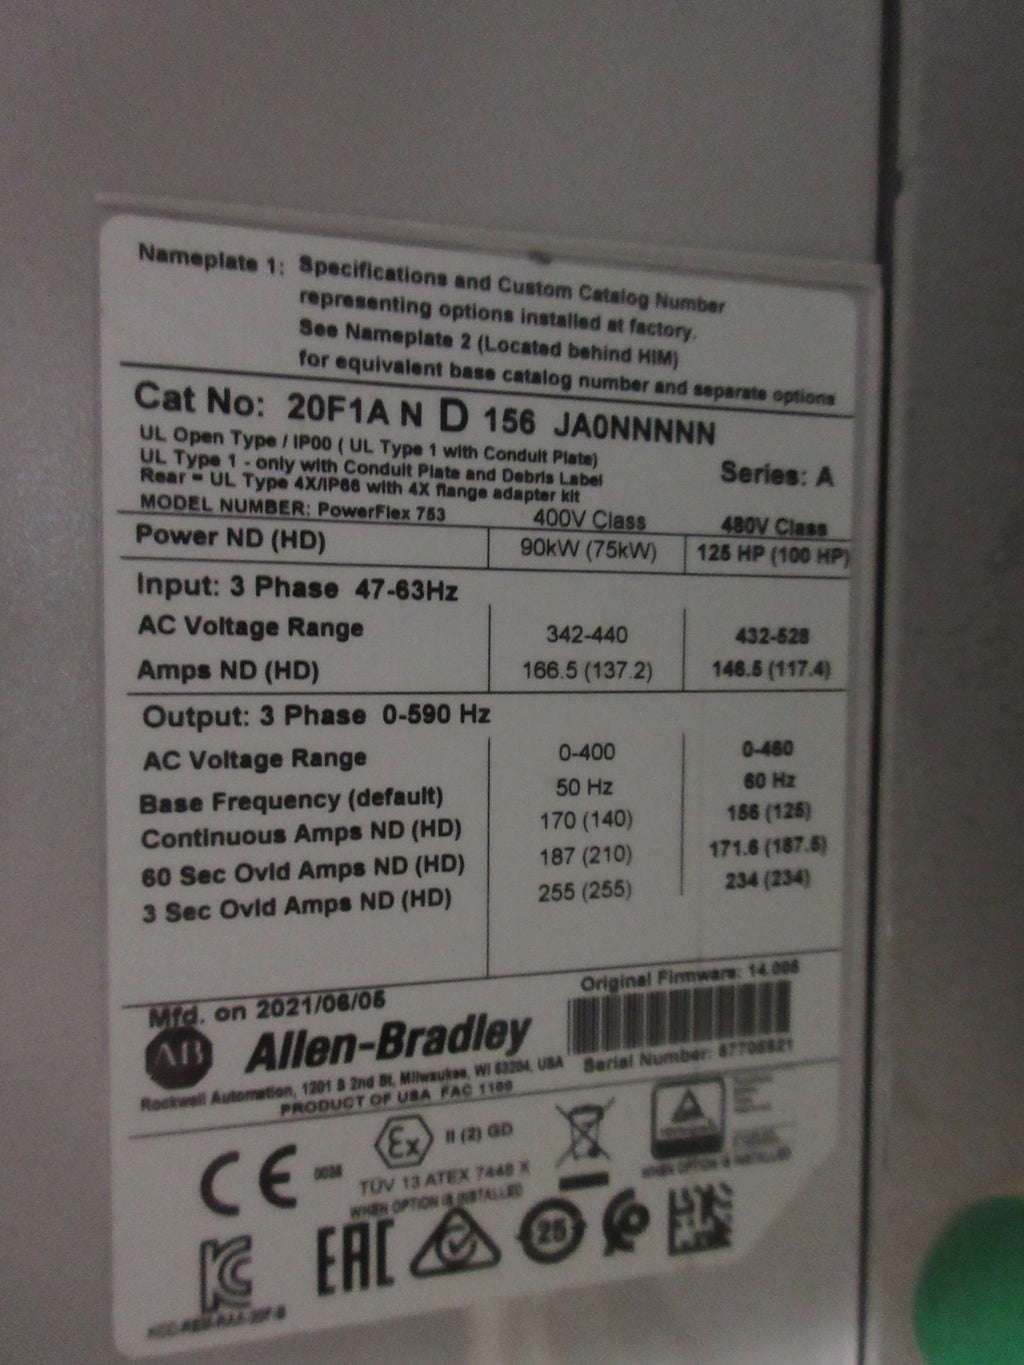 Nameplate 1: Specifications and Custom Catalog Number
representing options installed at factory.
See Nameplate 2 (Located behind HIM)
for equivalent base catalog number and separate options
Cat No: 20F1A N D 156 JA0NNNNN
UL Open Type / IP00 ( UL Type 1 with Conduit Plate)
UL Type 1 - only with Conduit Plate and Debris Label
Rear = UL Type 4X/IP66 with 4X flange adapter kit
Series: A
MODEL NUMBER: PowerFlex 753 400V Class 480V Class
Power ND (HD) 90kW (75kW) 125 HP (100 HP)
Input: 3 Phase 47-63Hz
AC Voltage Range 342-440 432-528
Amps ND (HD) 166.5 (137.2) 146.5 (117.4)
Output: 3 Phase 0-590 Hz
AC Voltage Range 0-400 0-460
Base Frequency (default) 50 Hz 60 Hz
Continuous Amps ND (HD) 170 (140) 156 (125)
60 Sec Ovld Amps ND (HD) 187 (210) 171.6 (187.5)
3 Sec Ovld Amps ND (HD) 255 (255) 234 (234)
Original Firmware: 14.005
Mfd. on 2021/06/05
AB Allen-Bradley
Serial Number:
Rockwell Automation, 1201 S 2nd St, Milwaukee, WI 53204, USA
PRODUCT OF USA FAC 1100
CE Ex II (2) GD
TÜV 13 ATEX 7448 X
WHEN OPTION IS INSTALLED
WHEN OPTION IS INSTALLED
EAC 25
KC